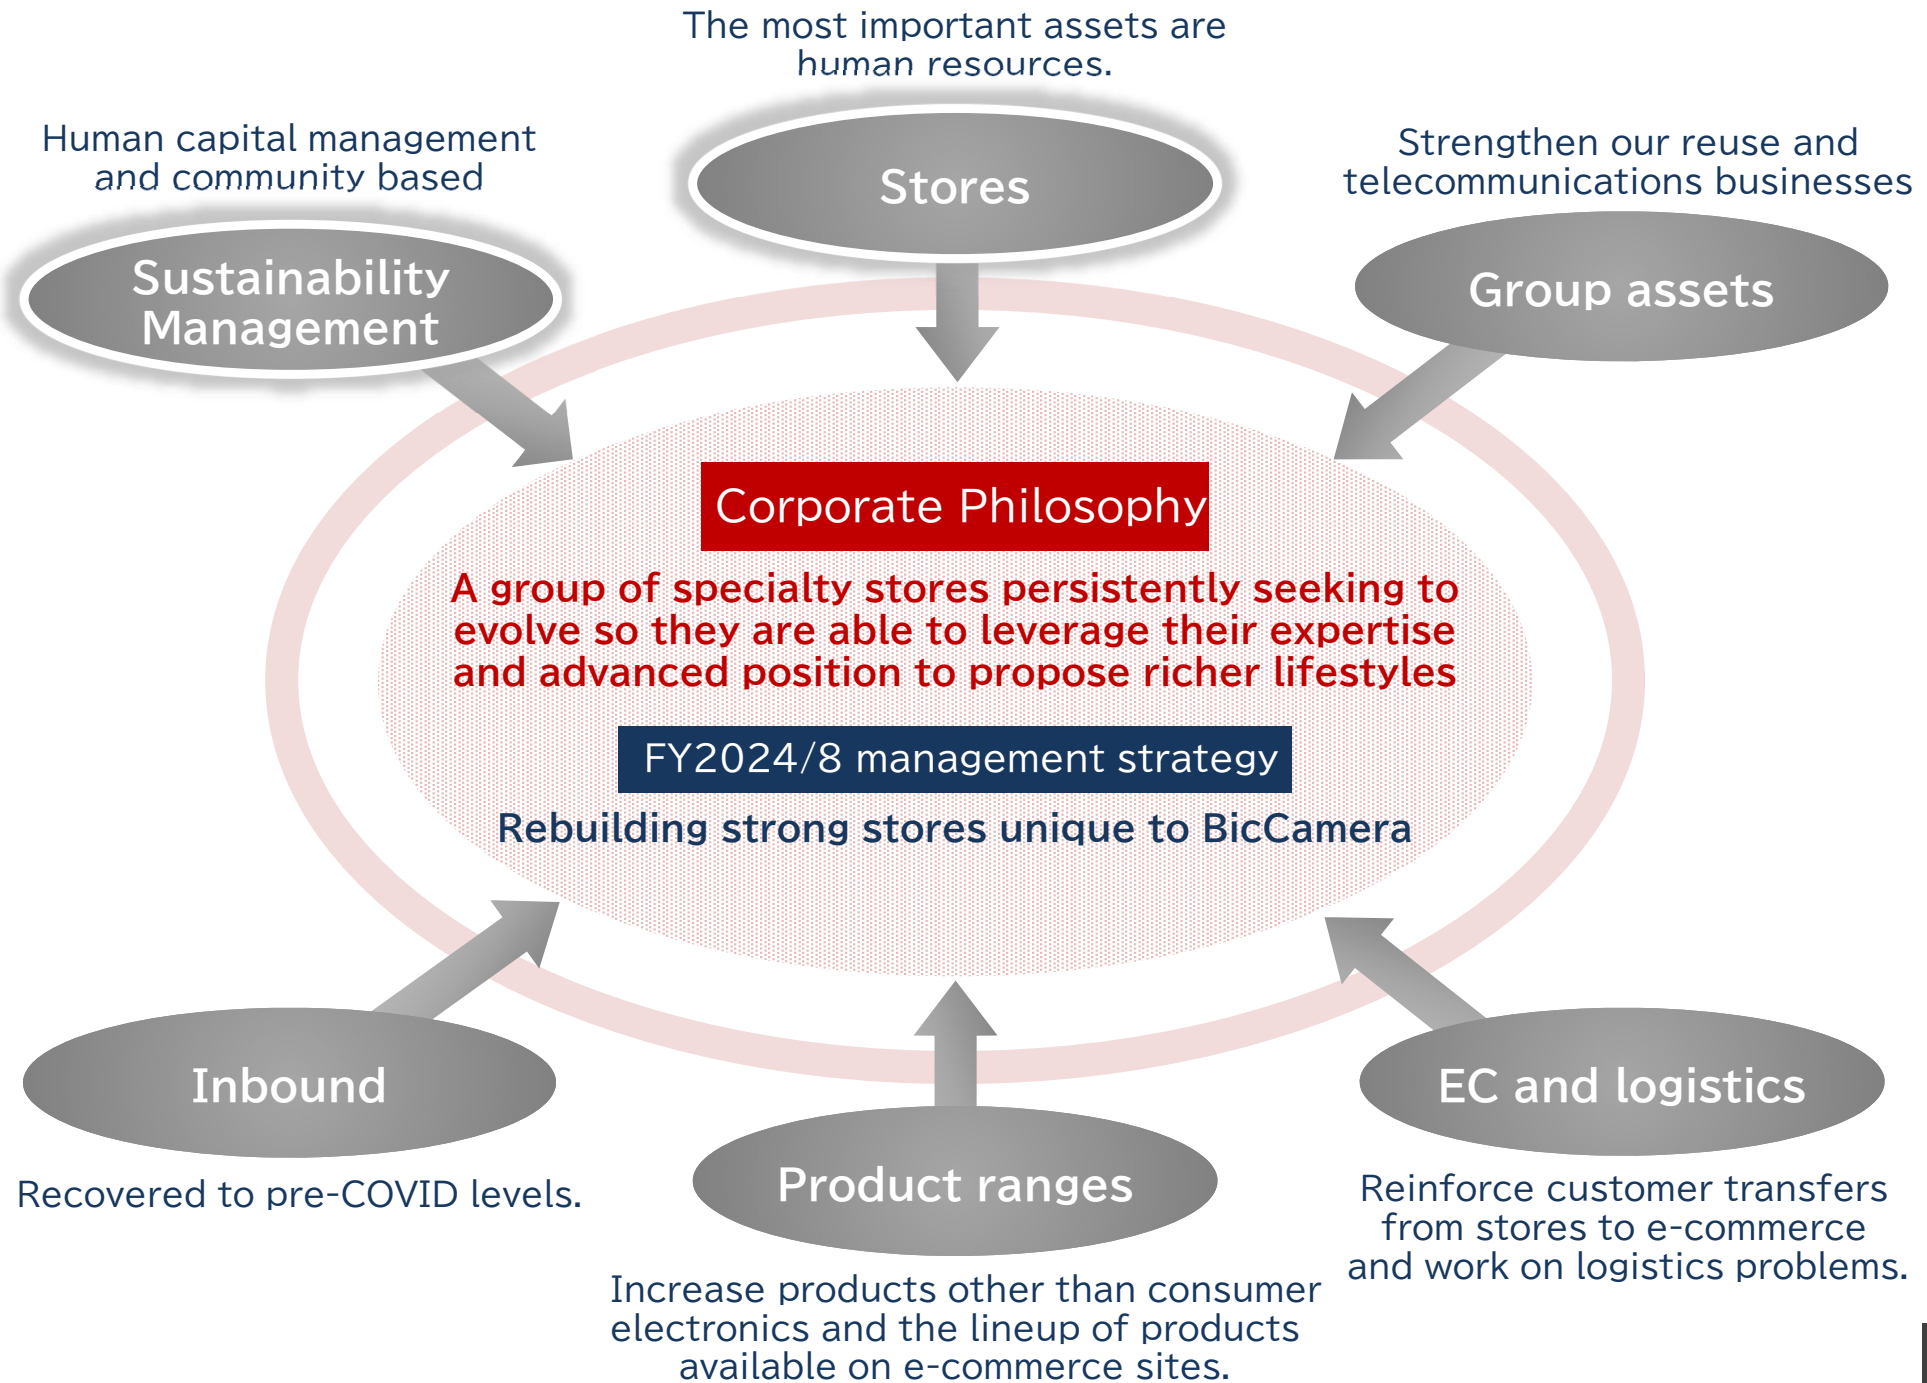 The most important assets are
human resources.
Stores
Human capital management
and community based
Sustainability
Management
Strengthen our reuse and
telecommunications businesses
Group assets
Corporate Philosophy
A group of specialty stores persistently seeking to
evolve so they are able to leverage their expertise
and advanced position to propose richer lifestyles
FY2024/8 management strategy
Rebuilding strong stores unique to BicCamera
Inbound
Recovered to pre-COVID levels.
Product ranges
Increase products other than consumer
electronics and the lineup of products
available on e-commerce sites.
EC and logistics
Reinforce customer transfers
from stores to e-commerce
and work on logistics problems.